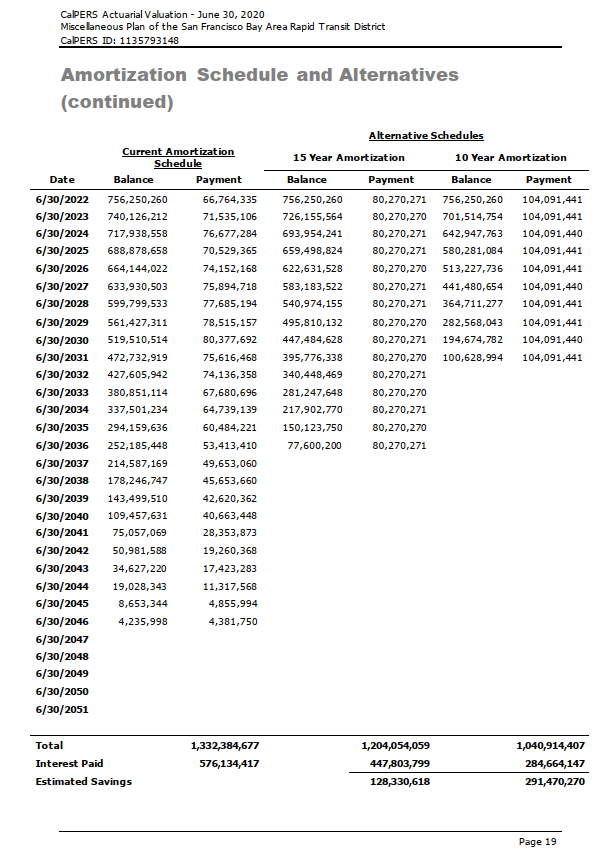 CalPERS Actuarial Valuation - June 30, 2020
Miscellaneous Plan of the San Francisco Bay Area Rapid Transit District
CalPERS ID: 1135793148
Amortization Schedule and Alternatives
(continued)
Alternative Schedules
Current Amortization
Schedule
15 Year Amortization 10 Year Amortization
Date Balance Payment Balance Payment Balance Payment
6/30/2022 756,250,260 66,764,335 756,250,260 80,270,271 756,250,260 104,091,441
6/30/2023 740,126,212 71,535,106 726,155,564 80,270,270 701,514,754 104,091,441
6/30/2024 717,938,558 76,677,284 693,954,241 80,270,271 642,947,763 104,091,440
6/30/2025 688,878,658 70,529,365 659,498,824 80,270,271 580,281,084 104,091,441
6/30/2026 664,144,022 74,152,168 622,631,528 80,270,270 513,227,736 104,091,441
6/30/2027 633,930,503 75,894,718 583,183,522 80,270,271 441,480,654 104,091,440
6/30/2028 599,799,533 77,685,194 540,974,155 80,270,271 364,711,277 104,091,441
6/30/2029 561,427,311 78,515,157 495,810,132 80,270,270 282,568,043 104,091,441
6/30/2030 519,510,514 80,377,692 447,484,628 80,270,271 194,674,782 104,091,440
6/30/2031 472,732,919 75,616,468 395,776,338 80,270,270 100,628,994 104,091,441
6/30/2032 427,605,942 74,136,358 340,448,469 80,270,271
6/30/2033 380,851,114 67,680,696 281,247,648 80,270,270
6/30/2034 337,501,234 64,739,139 217,902,770 80,270,271
6/30/2035 294,159,636 60,484,221 150,123,750 80,270,270
6/30/2036 252,185,448 53,413,410 77,600,200 80,270,271
6/30/2037 214,587,169 49,653,060
6/30/2038 178,246,747 45,653,660
6/30/2039 143,499,510 42,620,362
6/30/2040 109,457,631 40,663,448
6/30/2041 75,057,069 28,353,873
6/30/2042 50,981,588 19,260,368
6/30/2043 34,627,220 17,423,283
6/30/2044 19,028,343 11,317,568
6/30/2045 8,653,344 4,855,994
6/30/2046 4,235,998 4,381,750
6/30/2047
6/30/2048
6/30/2049
6/30/2050
6/30/2051
Total 1,332,384,677 1,204,054,059 1,040,914,407
Interest Paid 576,134,417 447,803,799 284,664,147
Estimated Savings 128,330,618 291,470,270
Page 19